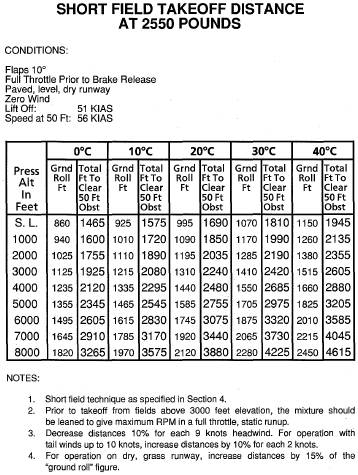 SHORT FIELD TAKEOFF DISTANCE
AT 2550 POUNDS
CONDITIONS:
Flaps 10°
Full Throttle Prior to Brake Release
Paved, level, dry runway
Zero Wind
Lift Off: 51 KIAS
Speed at 50 Ft: 56 KIAS
0°C 10°C 20°C 30°C 40°C
Press Alt In Feet Grnd Roll Ft Total Ft To Clear 50 Ft Obst Grnd Roll Ft Total Ft To Clear 50 Ft Obst Grnd Roll Ft Total Ft To Clear 50 Ft Obst Grnd Roll Ft Total Ft To Clear 50 Ft Obst Grnd Roll Ft Total Ft To Clear 50 Ft Obst
S. L. 860 1465 925 1575 995 1690 1070 1810 1150 1945
1000 940 1600 1010 1720 1090 1850 1170 1990 1260 2135
2000 1025 1755 1110 1890 1195 2035 1285 2190 1380 2355
3000 1125 1925 1215 2080 1310 2240 1410 2420 1515 2605
4000 1235 2120 1335 2295 1440 2480 1550 2685 1660 2880
5000 1355 2345 1465 2545 1585 2755 1705 2975 1825 3205
6000 1495 2605 1615 2830 1745 3075 1875 3320 2010 3585
7000 1645 2910 1785 3170 1920 3440 2065 3730 2215 4045
8000 1820 3265 1970 3575 2120 3880 2280 4225 2450 4615
NOTES:
1. Short field technique as specified in Section 4.
2. Prior to takeoff from fields above 3000 feet elevation, the mixture should
be leaned to give maximum RPM in a full throttle, static runup.
3. Decrease distances 10% for each 9 knots headwind. For operation with
tail winds up to 10 knots, increase distances by 10% for each 2 knots.
4. For operation on dry, grass runway, increase distances by 15% of the
"ground roll" figure.